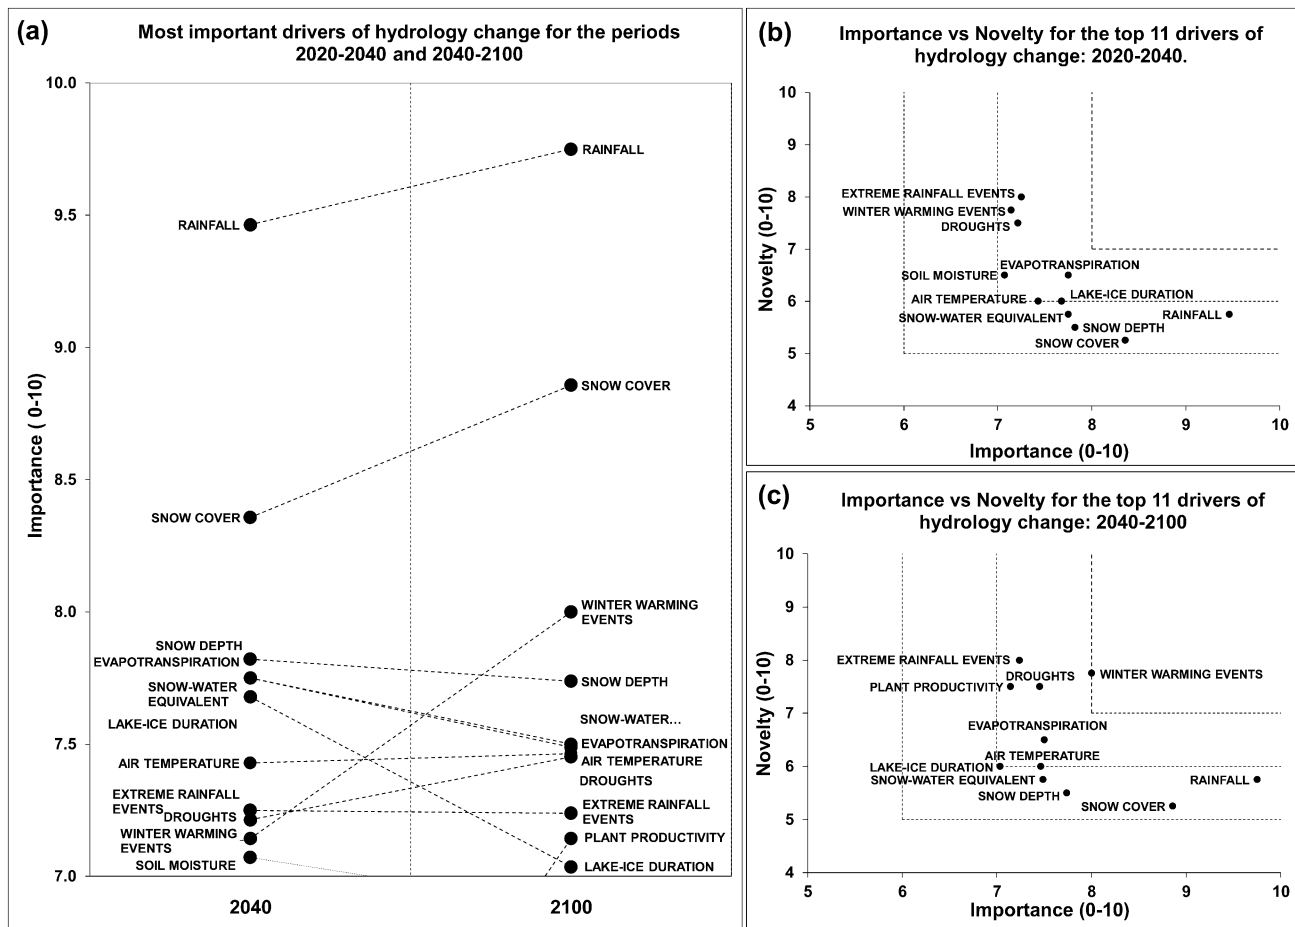 (a)
Most important drivers of hydrology change for the periods
2020-2040 and 2040-2100
10.0
9.5
9.0
8.5
8.0
7.5
7.0
Importance ( 0-10)
RAINFALL
SNOW COVER
SNOW DEPTH
EVAPOTRANSPIRATION
SNOW-WATER
EQUIVALENT
LAKE-ICE DURATION
AIR TEMPERATURE
EXTREME RAINFALL
EVENTS
DROUGHTS
WINTER WARMING
EVENTS
SOIL MOISTURE
RAINFALL
SNOW COVER
WINTER WARMING
EVENTS
SNOW DEPTH
SNOW-WATER...
EVAPOTRANSPIRATION
AIR TEMPERATURE
DROUGHTS
EXTREME RAINFALL
EVENTS
PLANT PRODUCTIVITY
LAKE-ICE DURATION
2040
2100
(b)
Importance vs Novelty for the top 11 drivers of
hydrology change: 2020-2040.
10
9
8
7
6
5
4
Novelty (0-10)
EXTREME RAINFALL EVENTS
WINTER WARMING EVENTS
DROUGHTS
EVAPOTRANSPIRATION
SOIL MOISTURE
AIR TEMPERATURE
LAKE-ICE DURATION
SNOW-WATER EQUIVALENT
RAINFALL
SNOW DEPTH
SNOW COVER
5 6 7 8 9 10
Importance (0-10)
(c)
Importance vs Novelty for the top 11 drivers of
hydrology change: 2040-2100
10
9
8
7
6
5
4
Novelty (0-10)
EXTREME RAINFALL EVENTS
DROUGHTS
WINTER WARMING EVENTS
PLANT PRODUCTIVITY
EVAPOTRANSPIRATION
AIR TEMPERATURE
LAKE-ICE DURATION
SNOW-WATER EQUIVALENT
RAINFALL
SNOW DEPTH
SNOW COVER
5 6 7 8 9 10
Importance (0-10)